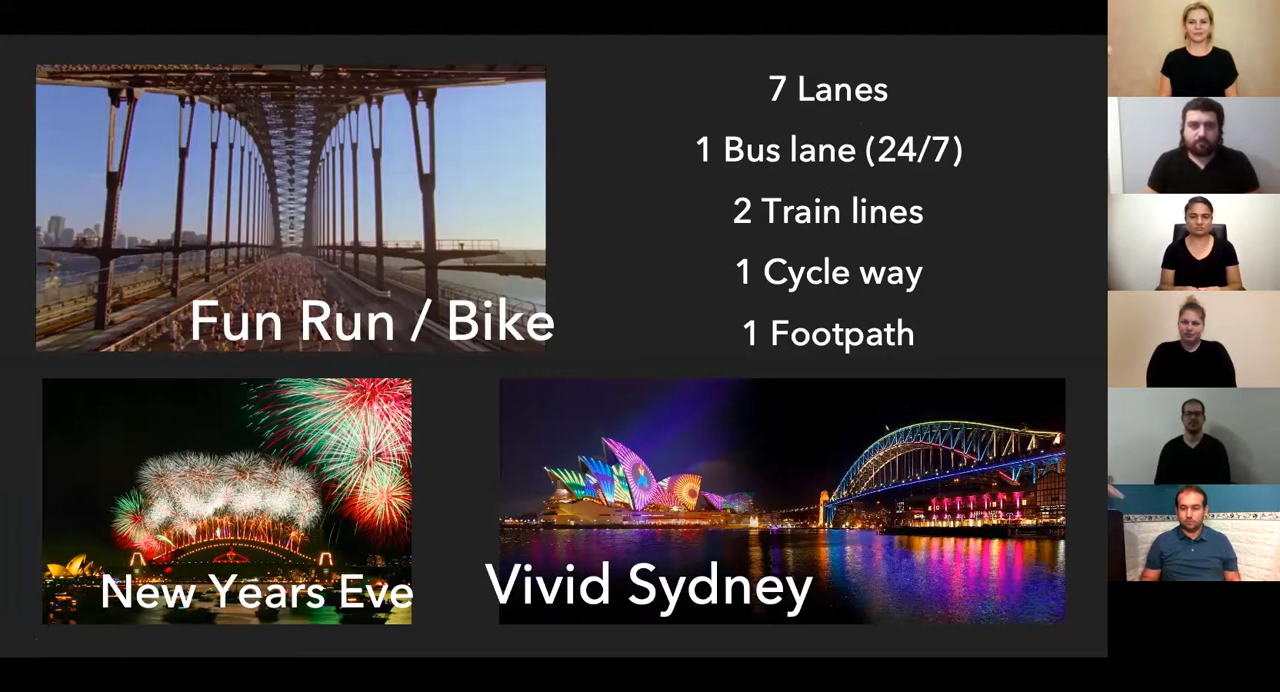 7 Lanes
1 Bus lane (24/7)
2 Train lines
1 Cycle way
1 Footpath
Fun Run / Bike
New Years Eve
Vivid Sydney